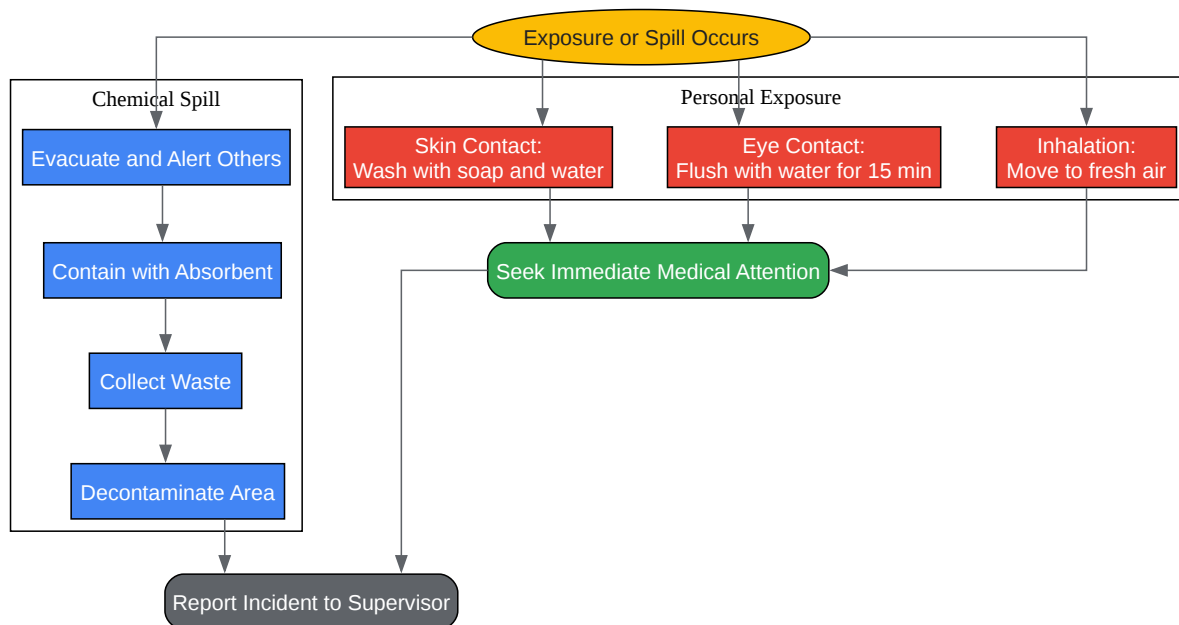 Exposure or Spill Occurs
Chemical Spill
Personal Exposure
Evacuate and Alert Others
Skin Contact:
Wash with soap and water
Eye Contact:
Flush with water for 15 min
Inhalation:
Move to fresh air
Contain with Absorbent
Seek Immediate Medical Attention
Collect Waste
Decontaminate Area
Report Incident to Supervisor